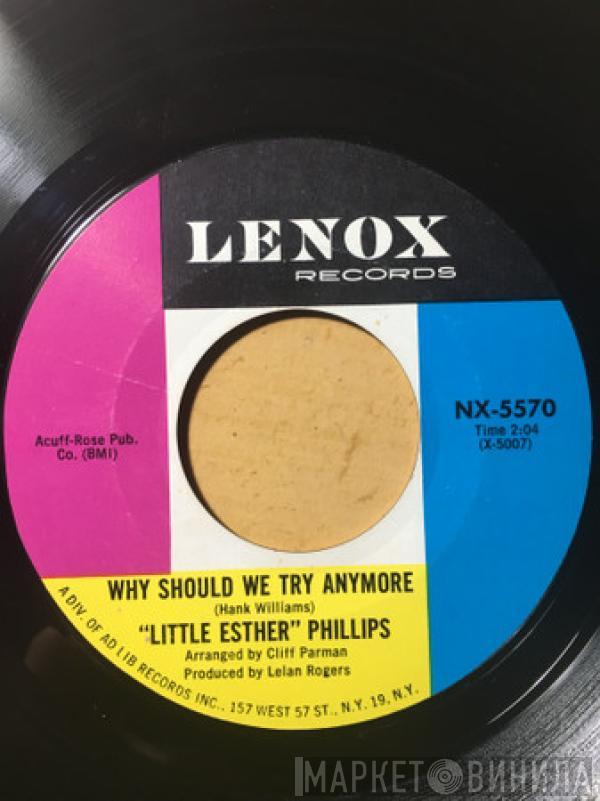 LENOX
RECORDS
NX-5570
Time 2:04
(X-5007)
Acuff-Rose Pub.
Co. (BMI)
WHY SHOULD WE TRY ANYMORE
(Hank Williams)
"LITTLE ESTHER" PHILLIPS
Arranged by Cliff Parman
Produced by Lelan Rogers
A DIV. OF AD LIB RECORDS INC., 157 WEST 57 ST., N.Y. 19, N.Y.
МАРКЕТ ВИНИЛА